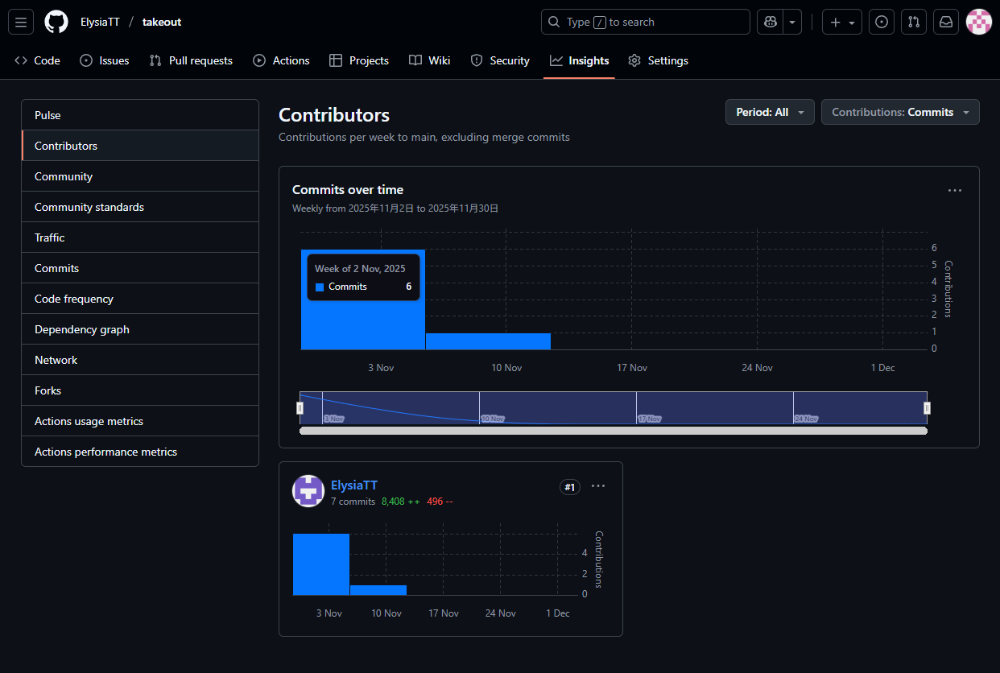 ElysiaTT / takeout
Type / to search
Code Issues Pull requests Actions Projects Wiki Security Insights Settings
Pulse
Contributors
Community
Community standards
Traffic
Commits
Code frequency
Dependency graph
Network
Forks
Actions usage metrics
Actions performance metrics
Contributors
Contributions per week to main, excluding merge commits
Period: All
Contributions: Commits
Commits over time
Weekly from 2025年11月2日 to 2025年11月30日
Week of 2 Nov, 2025
Commits 6
6
5
4
3
2
1
0
Contributions
3 Nov 10 Nov 17 Nov 24 Nov 1 Dec
3 Nov 10 Nov 17 Nov 24 Nov
ElysiaTT
#1
7 commits 8,408 ++ 496 --
4
2
0
Contributions
3 Nov 10 Nov 17 Nov 24 Nov 1 Dec